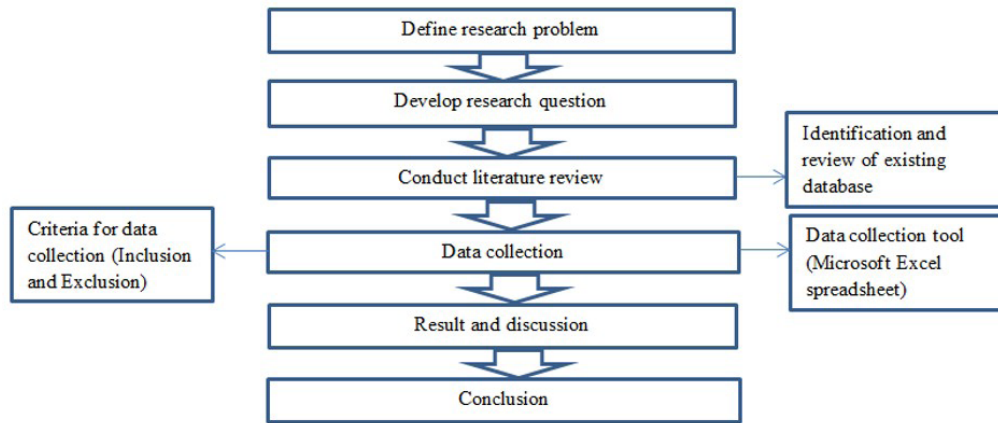 Define research problem
Develop research question
Conduct literature review
Identification and
review of existing
database
Criteria for data
collection (Inclusion
and Exclusion)
Data collection
Data collection tool
(Microsoft Excel
spreadsheet)
Result and discussion
Conclusion